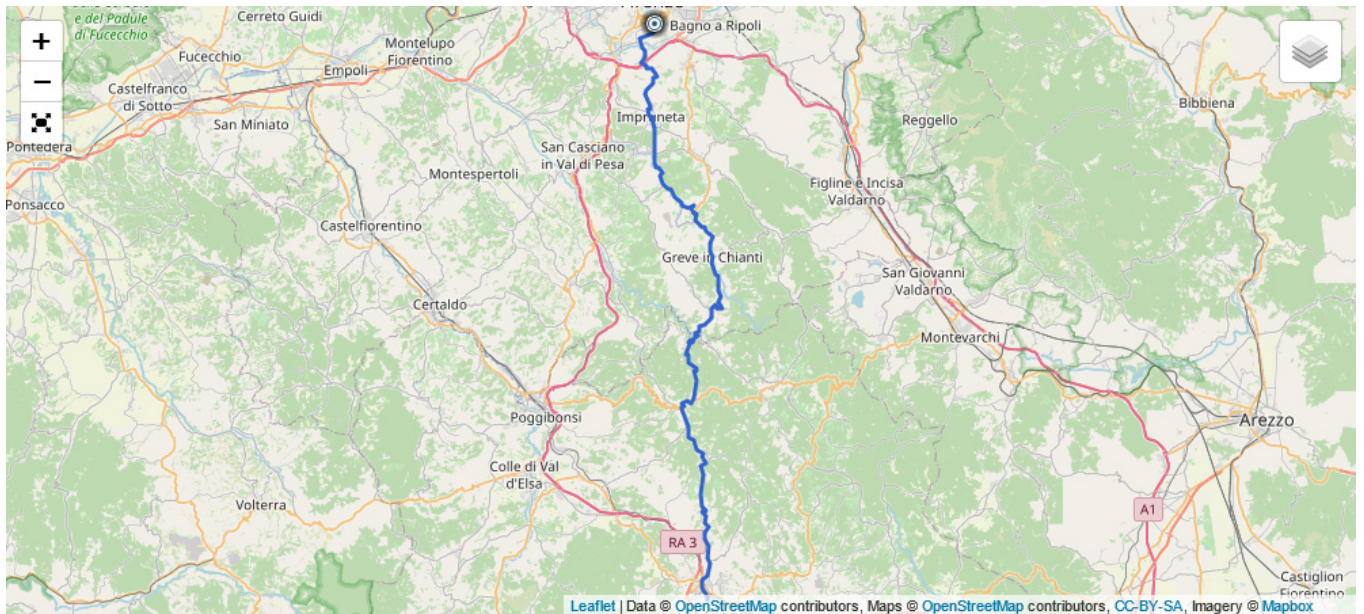 e del Padule
di Fucecchio
Cerreto Guidi
Bagno a Ripoli
+
Montelupo
Fiorentino
Fucecchio
Empoli
−
Castelfranco
di Sotto
Bibbiena
San Miniato
Impruneta
Reggello
Pontedera
San Casciano
in Val di Pesa
Montespertoli
Figline e Incisa
Valdarno
Ponsacco
Castelfiorentino
Greve in Chianti
San Giovanni
Valdarno
Certaldo
Montevarchi
Poggibonsi
Arezzo
Colle di Val
d'Elsa
Volterra
A1
RA 3
Castiglion
Fiorentino
Leaflet | Data © OpenStreetMap contributors, Maps © OpenStreetMap contributors, CC-BY-SA, Imagery © Mapbox